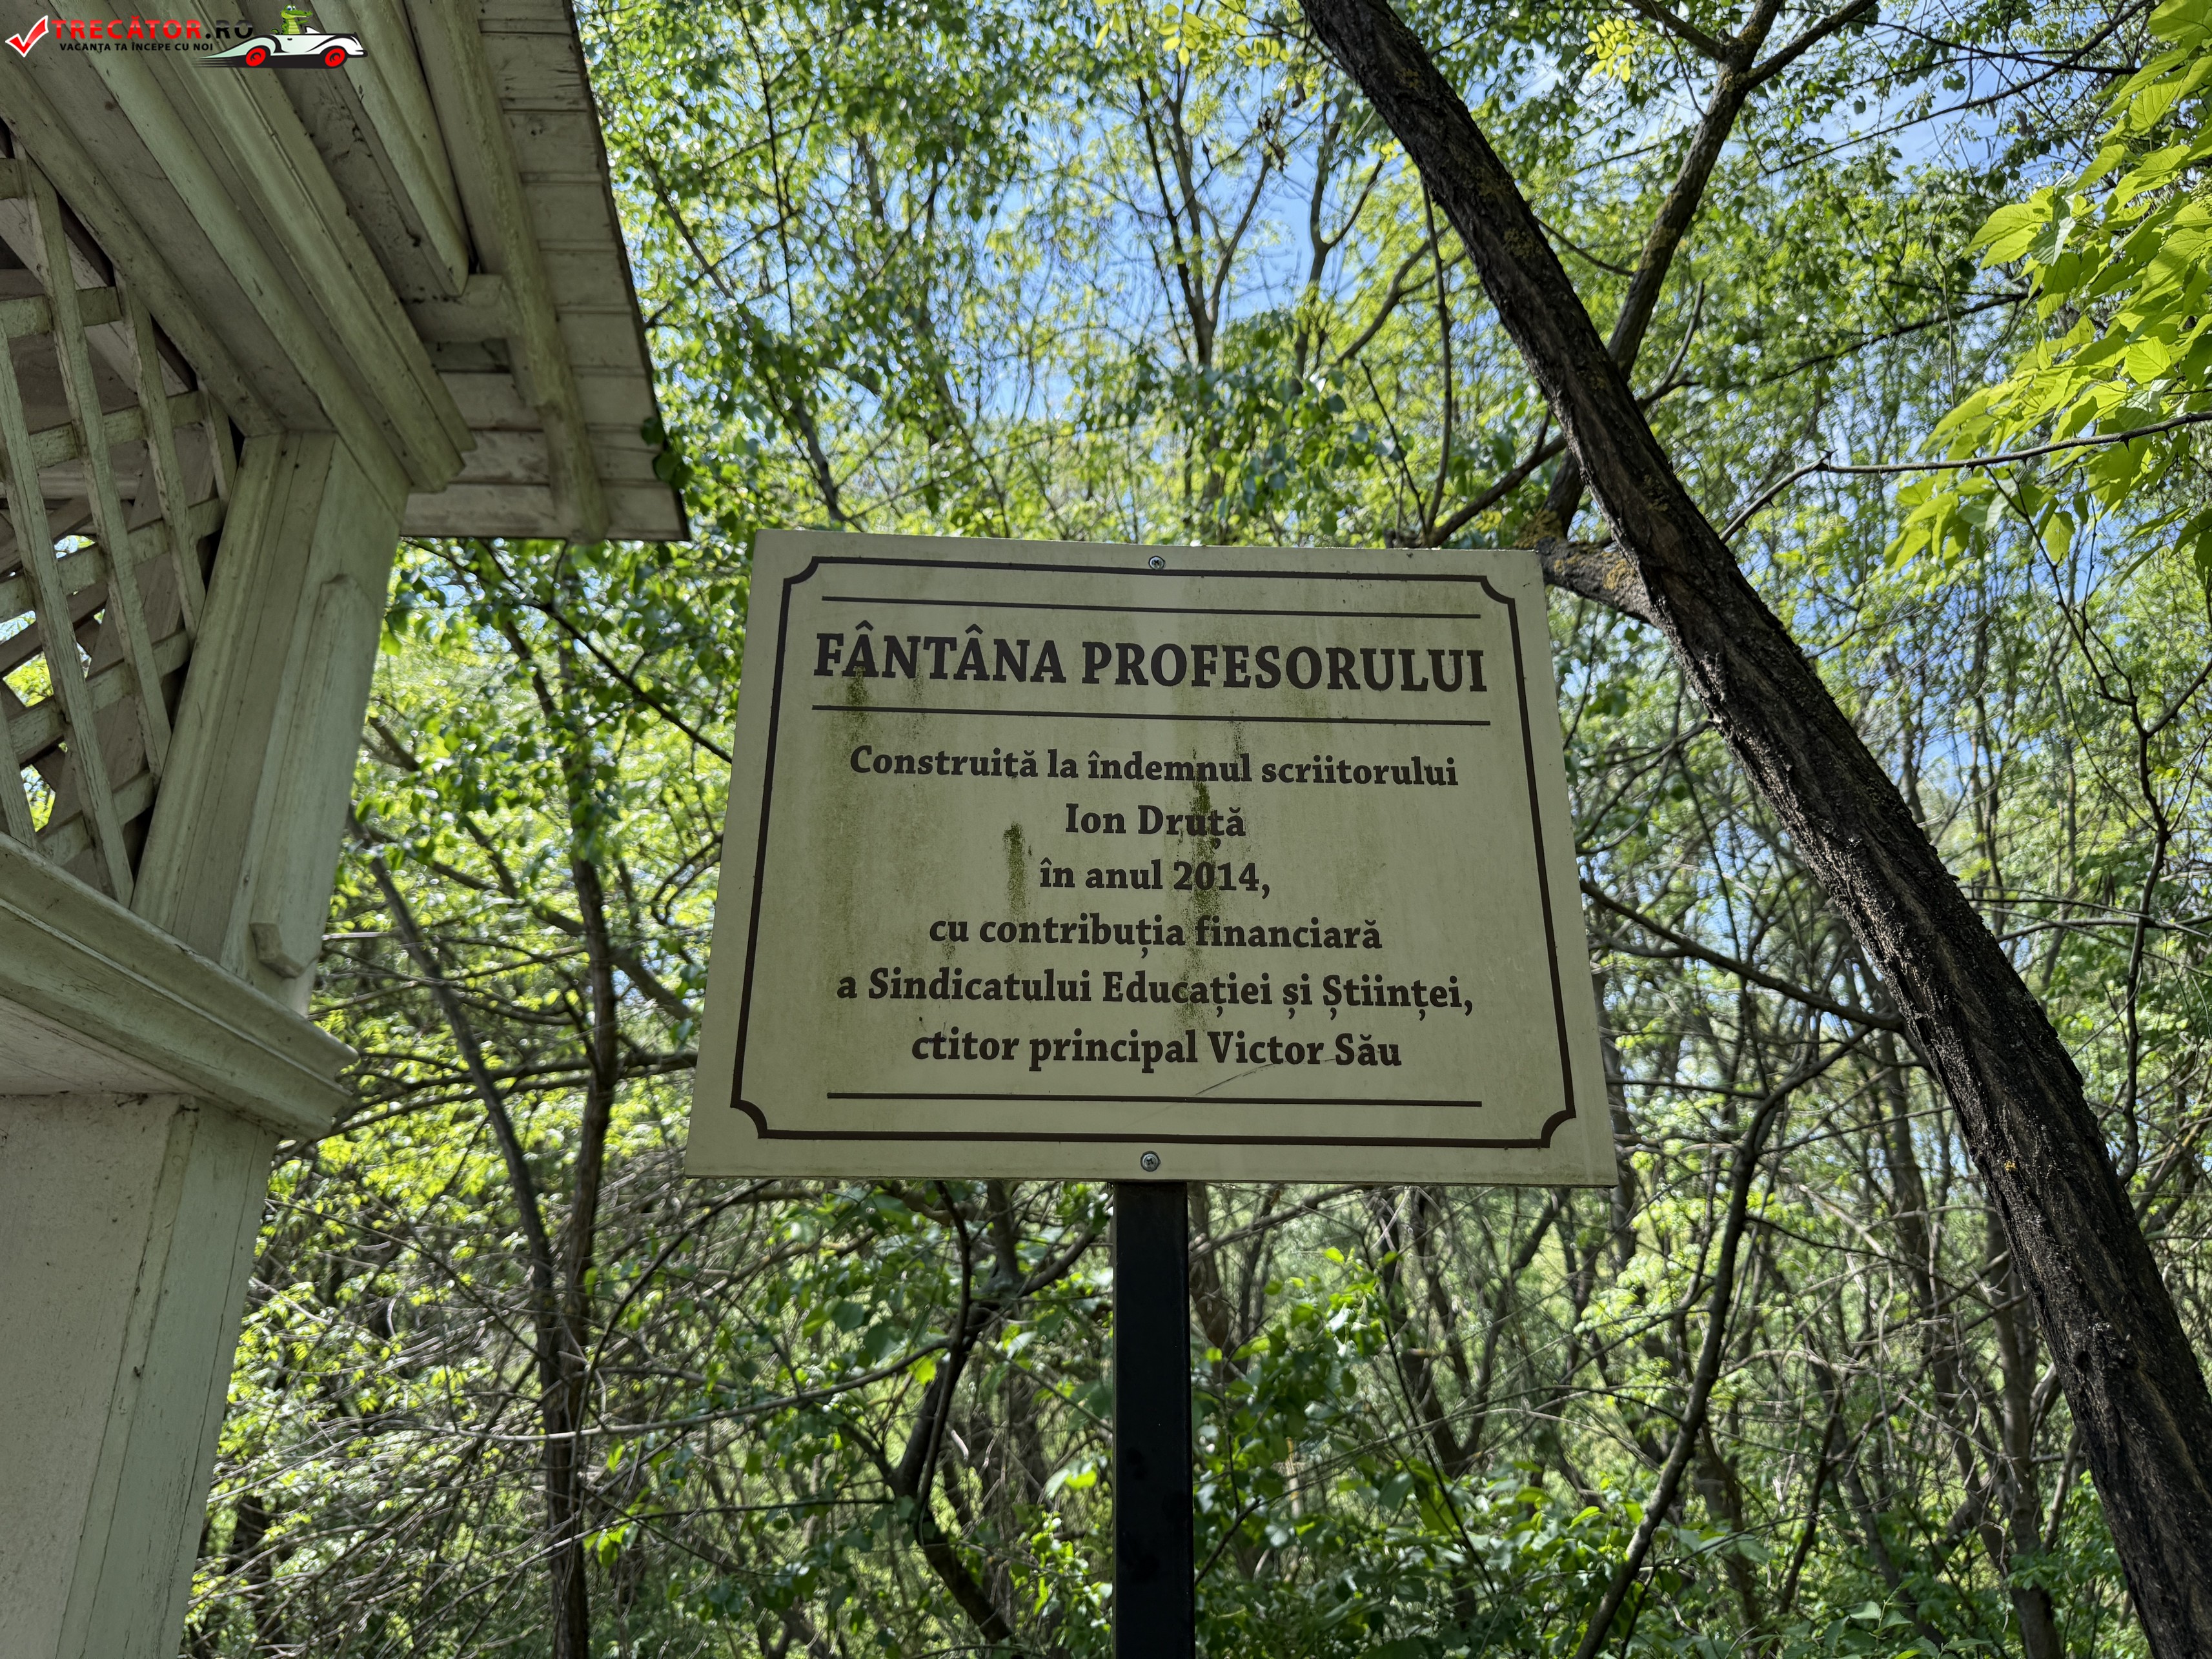 TRECĂTOR.RO
VACANȚA TA ÎNCEPE CU NOI
FÂNTÂNA PROFESORULUI
Construită la îndemnul scriitorului
Ion Druță
în anul 2014,
cu contribuția financiară
a Sindicatului Educației și Științei,
ctitor principal Victor Său